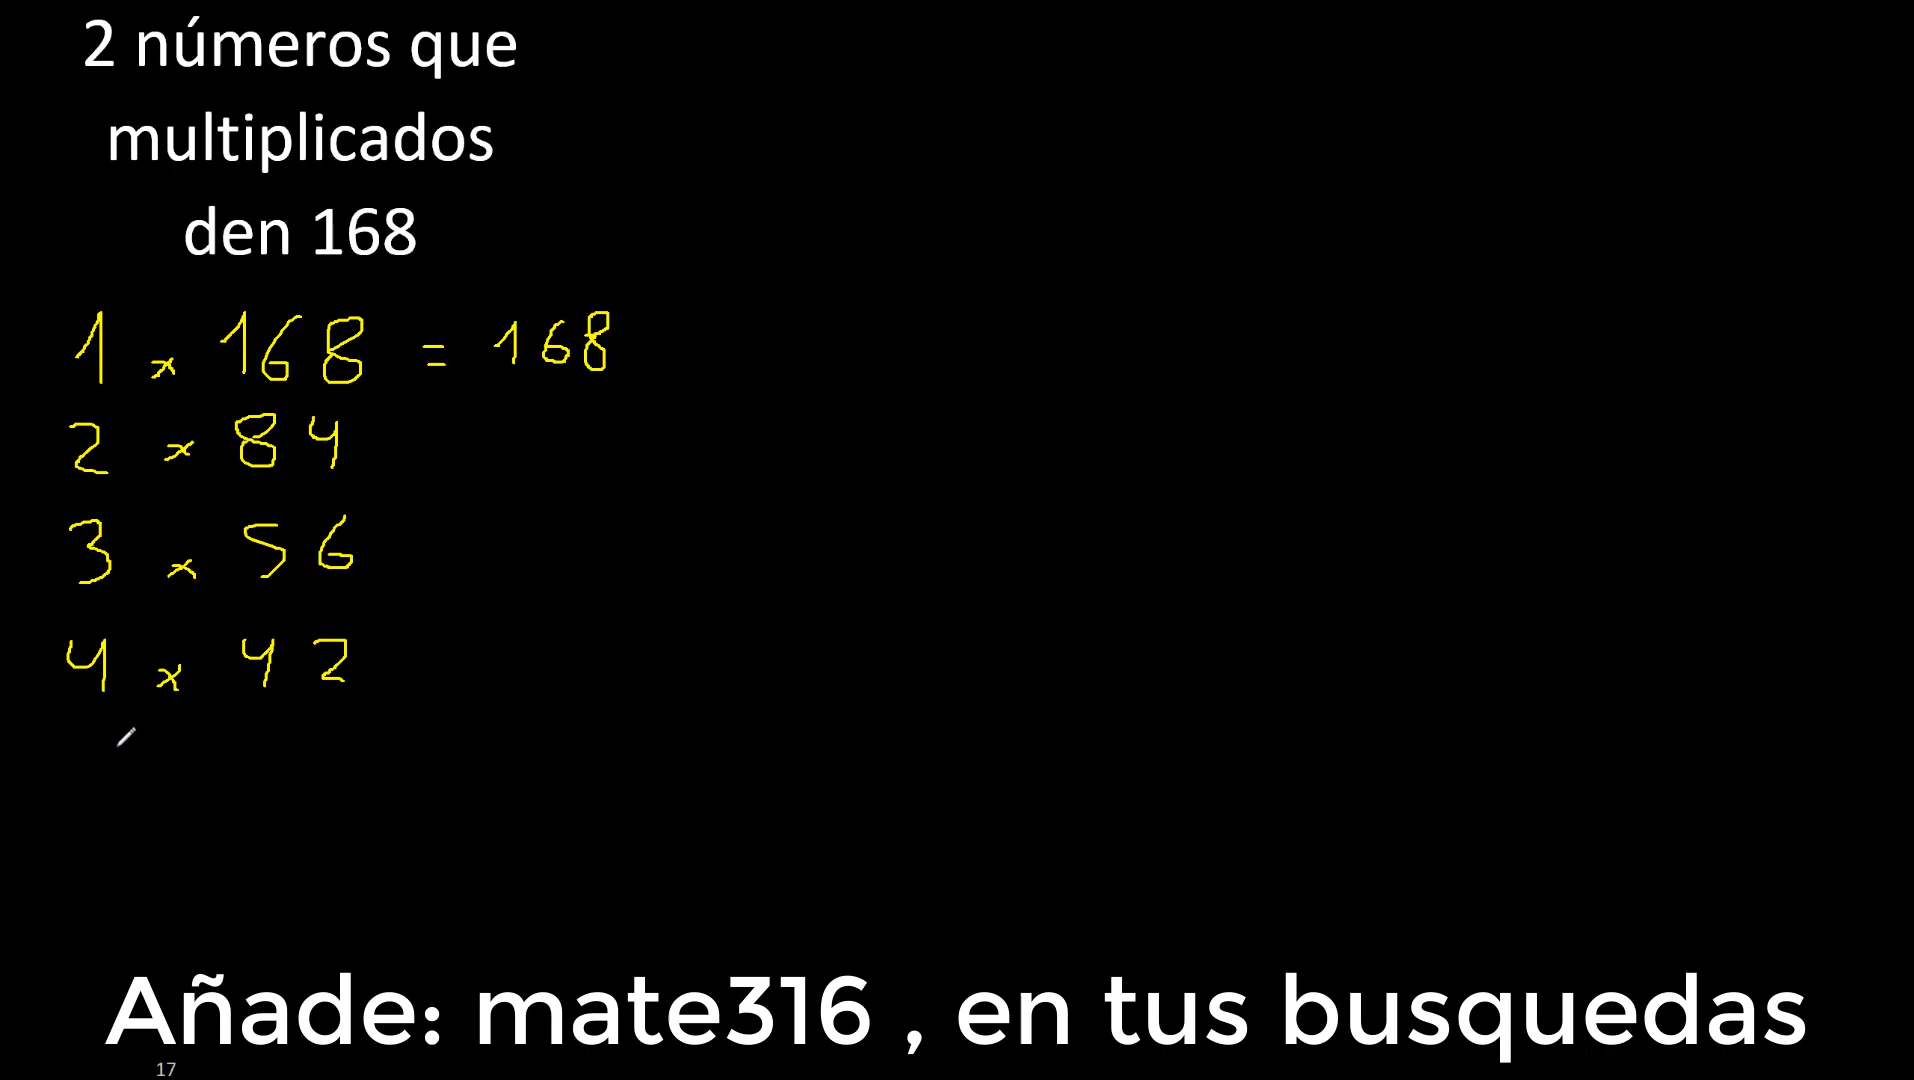 2 números que
multiplicados
den 168
1 × 168 = 168
2 × 84
3 × 56
4 × 42
Añade: mate316 , en tus busquedas
17